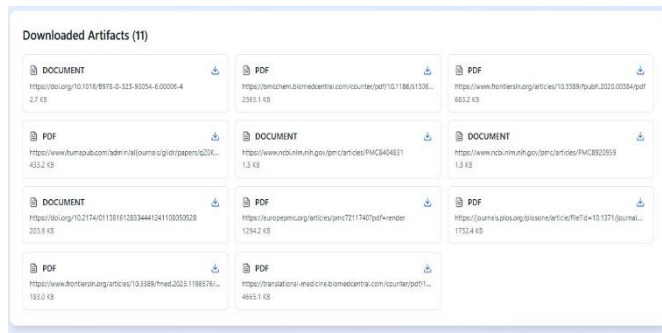 Downloaded Artifacts (11)
DOCUMENT
https://doi.org/10.1016/B978-0-323-90054-6.00006-4
2.7 KB
PDF
https://bmcchem.biomedcentral.com/counter/pdf/10.1186/s1306...
2363.1 KB
PDF
https://www.frontiersin.org/articles/10.3389/fpubh.2020.00384/pdf
683.2 KB
PDF
https://www.humapub.com/admin/alljournals/gildr/papers/qZ0K...
433.2 KB
DOCUMENT
https://www.ncbi.nlm.nih.gov/pmc/articles/PMC8404831
1.3 KB
DOCUMENT
https://www.ncbi.nlm.nih.gov/pmc/articles/PMC8920959
1.3 KB
DOCUMENT
https://doi.org/10.2174/0113816128334441241108050528
203.9 KB
PDF
https://europepmc.org/articles/pmc7211740?pdf=render
1294.2 KB
PDF
https://journals.plos.org/plosone/article/file?id=10.1371/journal....
1752.4 KB
PDF
https://www.frontiersin.org/articles/10.3389/fmed.2023.1198576/...
183.0 KB
PDF
https://translational-medicine.biomedcentral.com/counter/pdf/1...
4665.1 KB